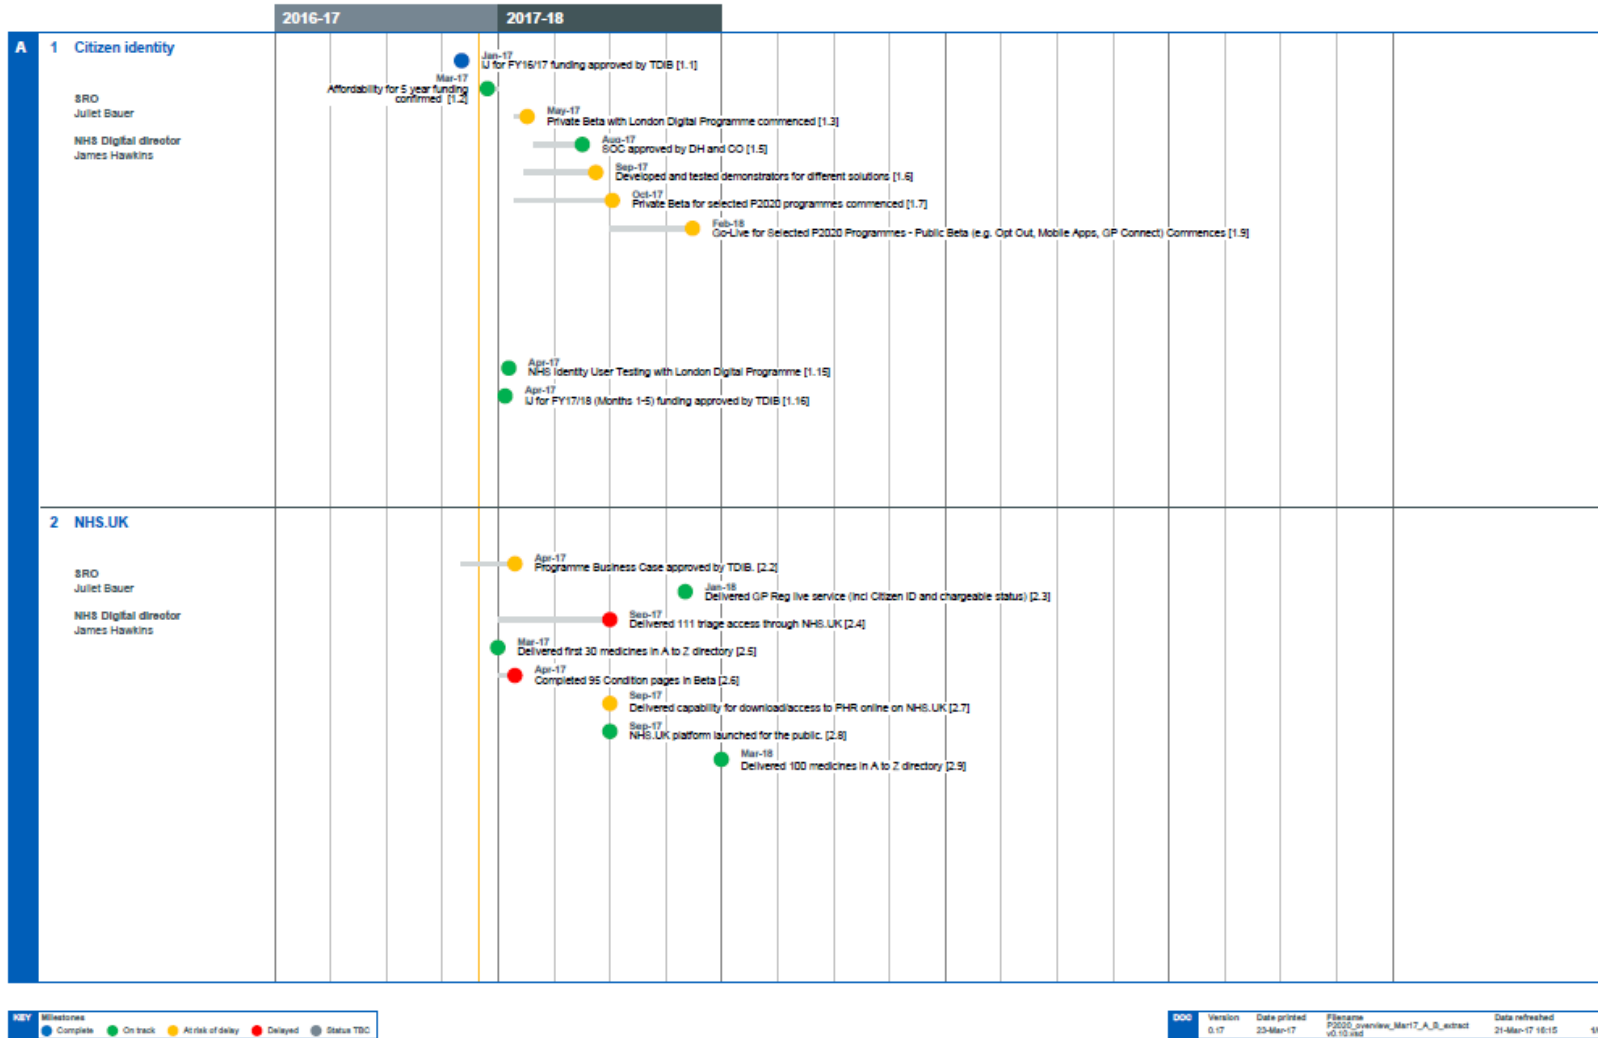 2016-17
2017-18
A
1 Citizen identity
SRO
Juliet Bauer
NHS Digital director
James Hawkins
Jan-17
IJ for FY16/17 funding approved by TDIB [1.1]
Mar-17
Affordability for 5 year funding
confirmed [1.2]
May-17
Private Beta with London Digital Programme commenced [1.3]
Aug-17
SOC approved by DH and CO [1.5]
Sep-17
Developed and tested demonstrators for different solutions [1.6]
Oct-17
Private Beta for selected P2020 programmes commenced [1.7]
Feb-18
Go-Live for Selected P2020 Programmes - Public Beta (e.g. Opt Out, Mobile Apps, GP Connect) Commences [1.9]
Apr-17
NHS Identity User Testing with London Digital Programme [1.15]
Apr-17
IJ for FY17/18 (Months 1-5) funding approved by TDIB [1.16]
2 NHS.UK
SRO
Juliet Bauer
NHS Digital director
James Hawkins
Apr-17
Programme Business Case approved by TDIB. [2.2]
Jan-18
Delivered GP Reg live service (incl Citizen ID and chargeable status) [2.3]
Sep-17
Delivered 111 triage access through NHS.UK [2.4]
Mar-17
Delivered first 30 medicines in A to Z directory [2.5]
Apr-17
Completed 95 Condition pages in Beta [2.6]
Sep-17
Delivered capability for download/access to PHR online on NHS.UK [2.7]
Sep-17
NHS.UK platform launched for the public. [2.8]
Mar-18
Delivered 100 medicines in A to Z directory [2.9]
KEY Milestones
Complete On track At risk of delay Delayed Status TBC
DOC Version Date printed Filename Data refreshed
0.17 23-Mar-17 P2020_overview_Mar17_A_B_extract v0.10.vsd 21-Mar-17 16:15